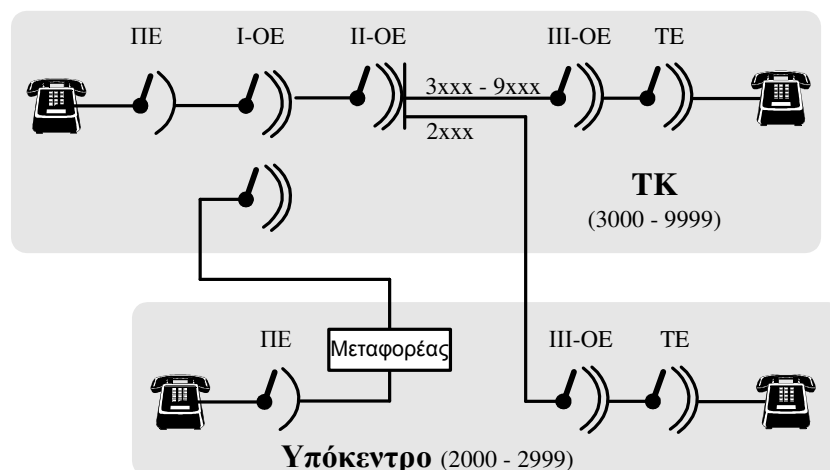 ΠΕ Ι-ΟΕ ΙΙ-ΟΕ ΙΙΙ-ΟΕ ΤΕ
3xxx - 9xxx
2xxx
ΤΚ
(3000 - 9999)
ΠΕ Μεταφορέας ΙΙΙ-ΟΕ ΤΕ
Υπόκεντρο (2000 - 2999)